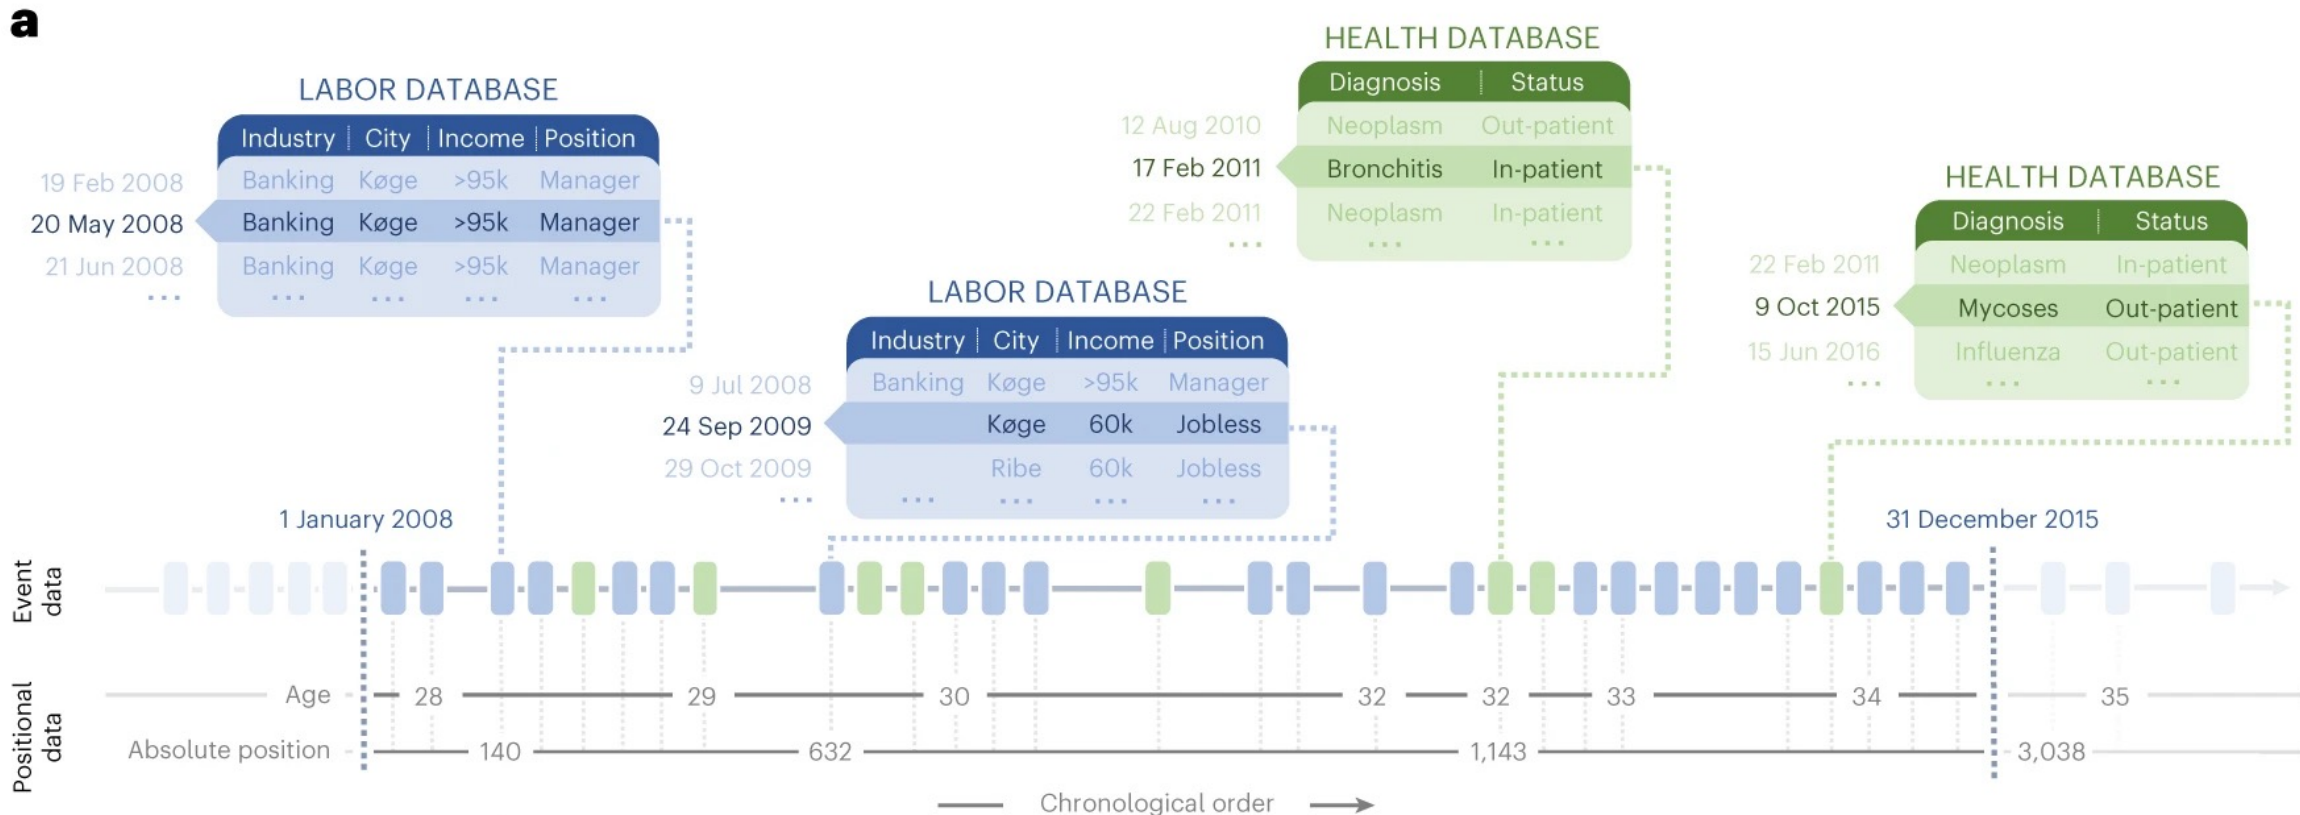 a
LABOR DATABASE
Industry City Income Position
19 Feb 2008 Banking Køge >95k Manager
20 May 2008 Banking Køge >95k Manager
21 Jun 2008 Banking Køge >95k Manager
... ... ... ... ...
LABOR DATABASE
Industry City Income Position
9 Jul 2008 Banking Køge >95k Manager
24 Sep 2009 Køge 60k Jobless
29 Oct 2009 Ribe 60k Jobless
... ... ... ... ...
HEALTH DATABASE
Diagnosis Status
12 Aug 2010 Neoplasm Out-patient
17 Feb 2011 Bronchitis In-patient
22 Feb 2011 Neoplasm In-patient
... ... ...
HEALTH DATABASE
Diagnosis Status
22 Feb 2011 Neoplasm In-patient
9 Oct 2015 Mycoses Out-patient
15 Jun 2016 Influenza Out-patient
... ... ...
1 January 2008
31 December 2015
Event
data
Positional
data
Age 28 29 30 32 32 33 34 35
Absolute position 140 632 1,143 3,038
Chronological order